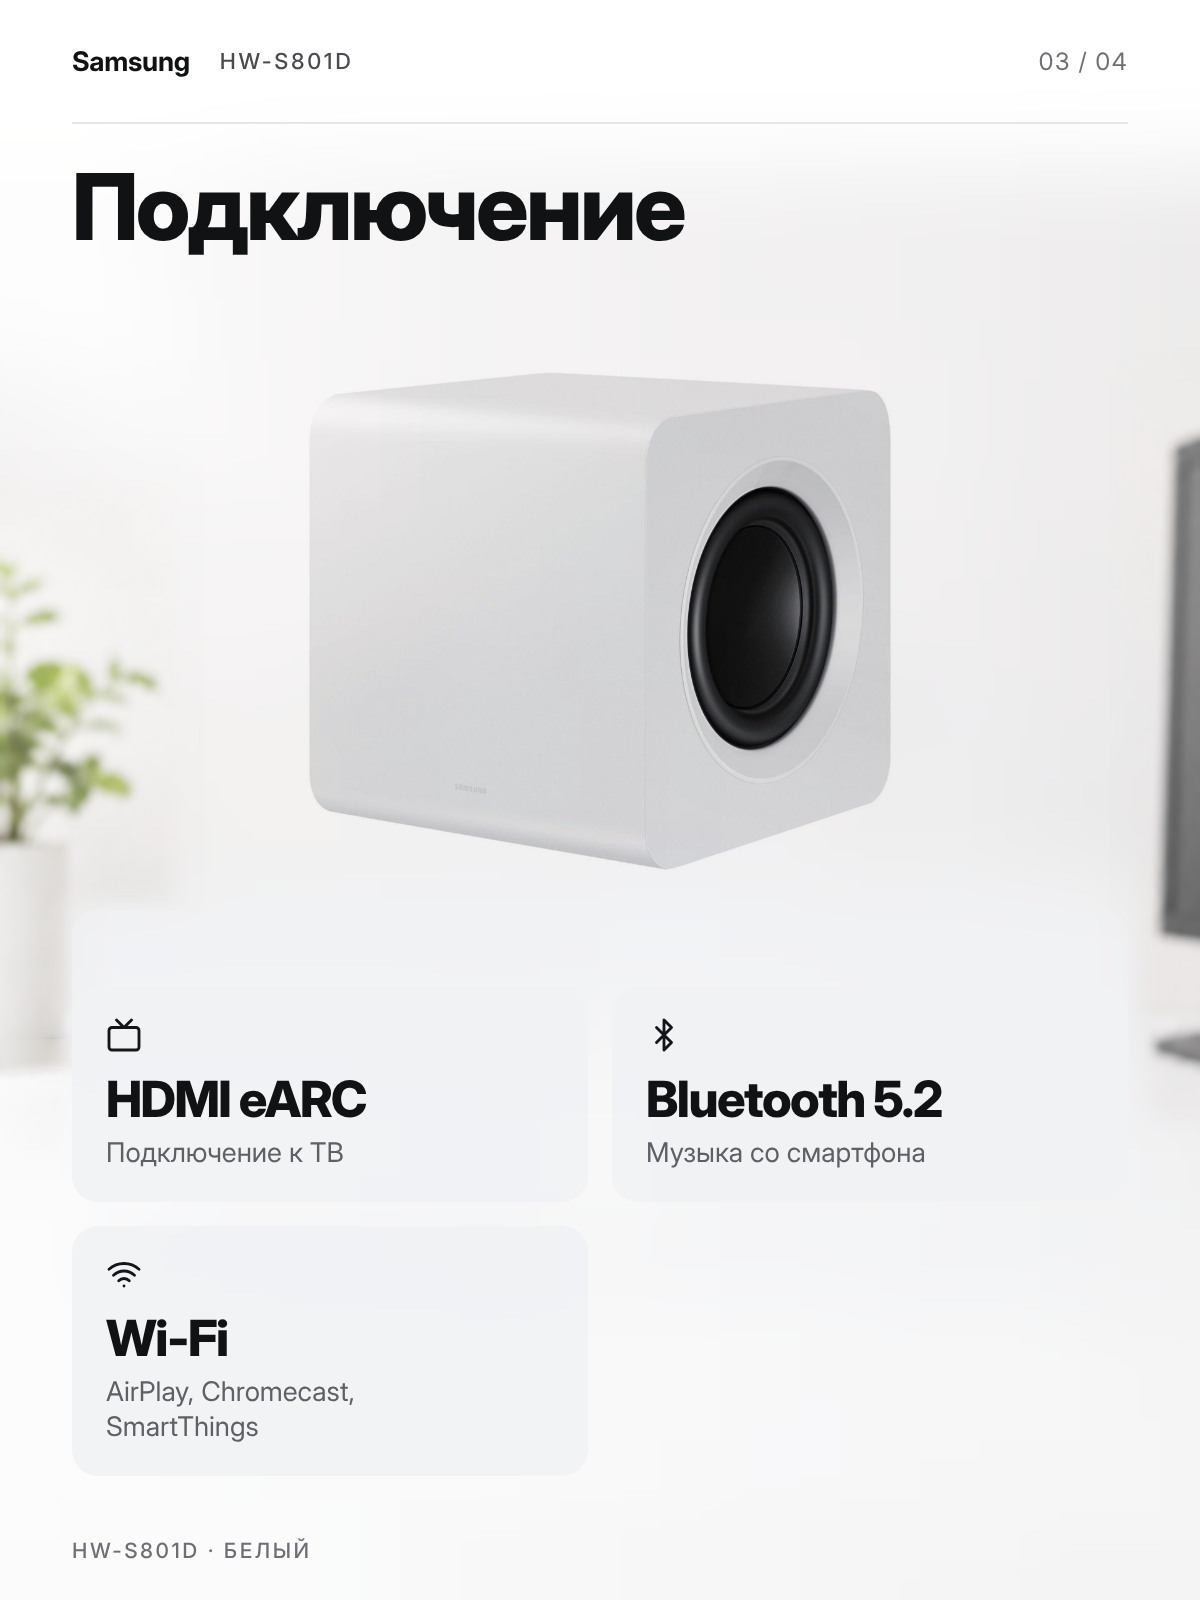 Samsung HW-S801D 03 / 04
Подключение
SAMSUNG
HDMI eARC
Подключение к ТВ
Bluetooth 5.2
Музыка со смартфона
Wi-Fi
AirPlay, Chromecast,
SmartThings
HW-S801D · БЕЛЫЙ